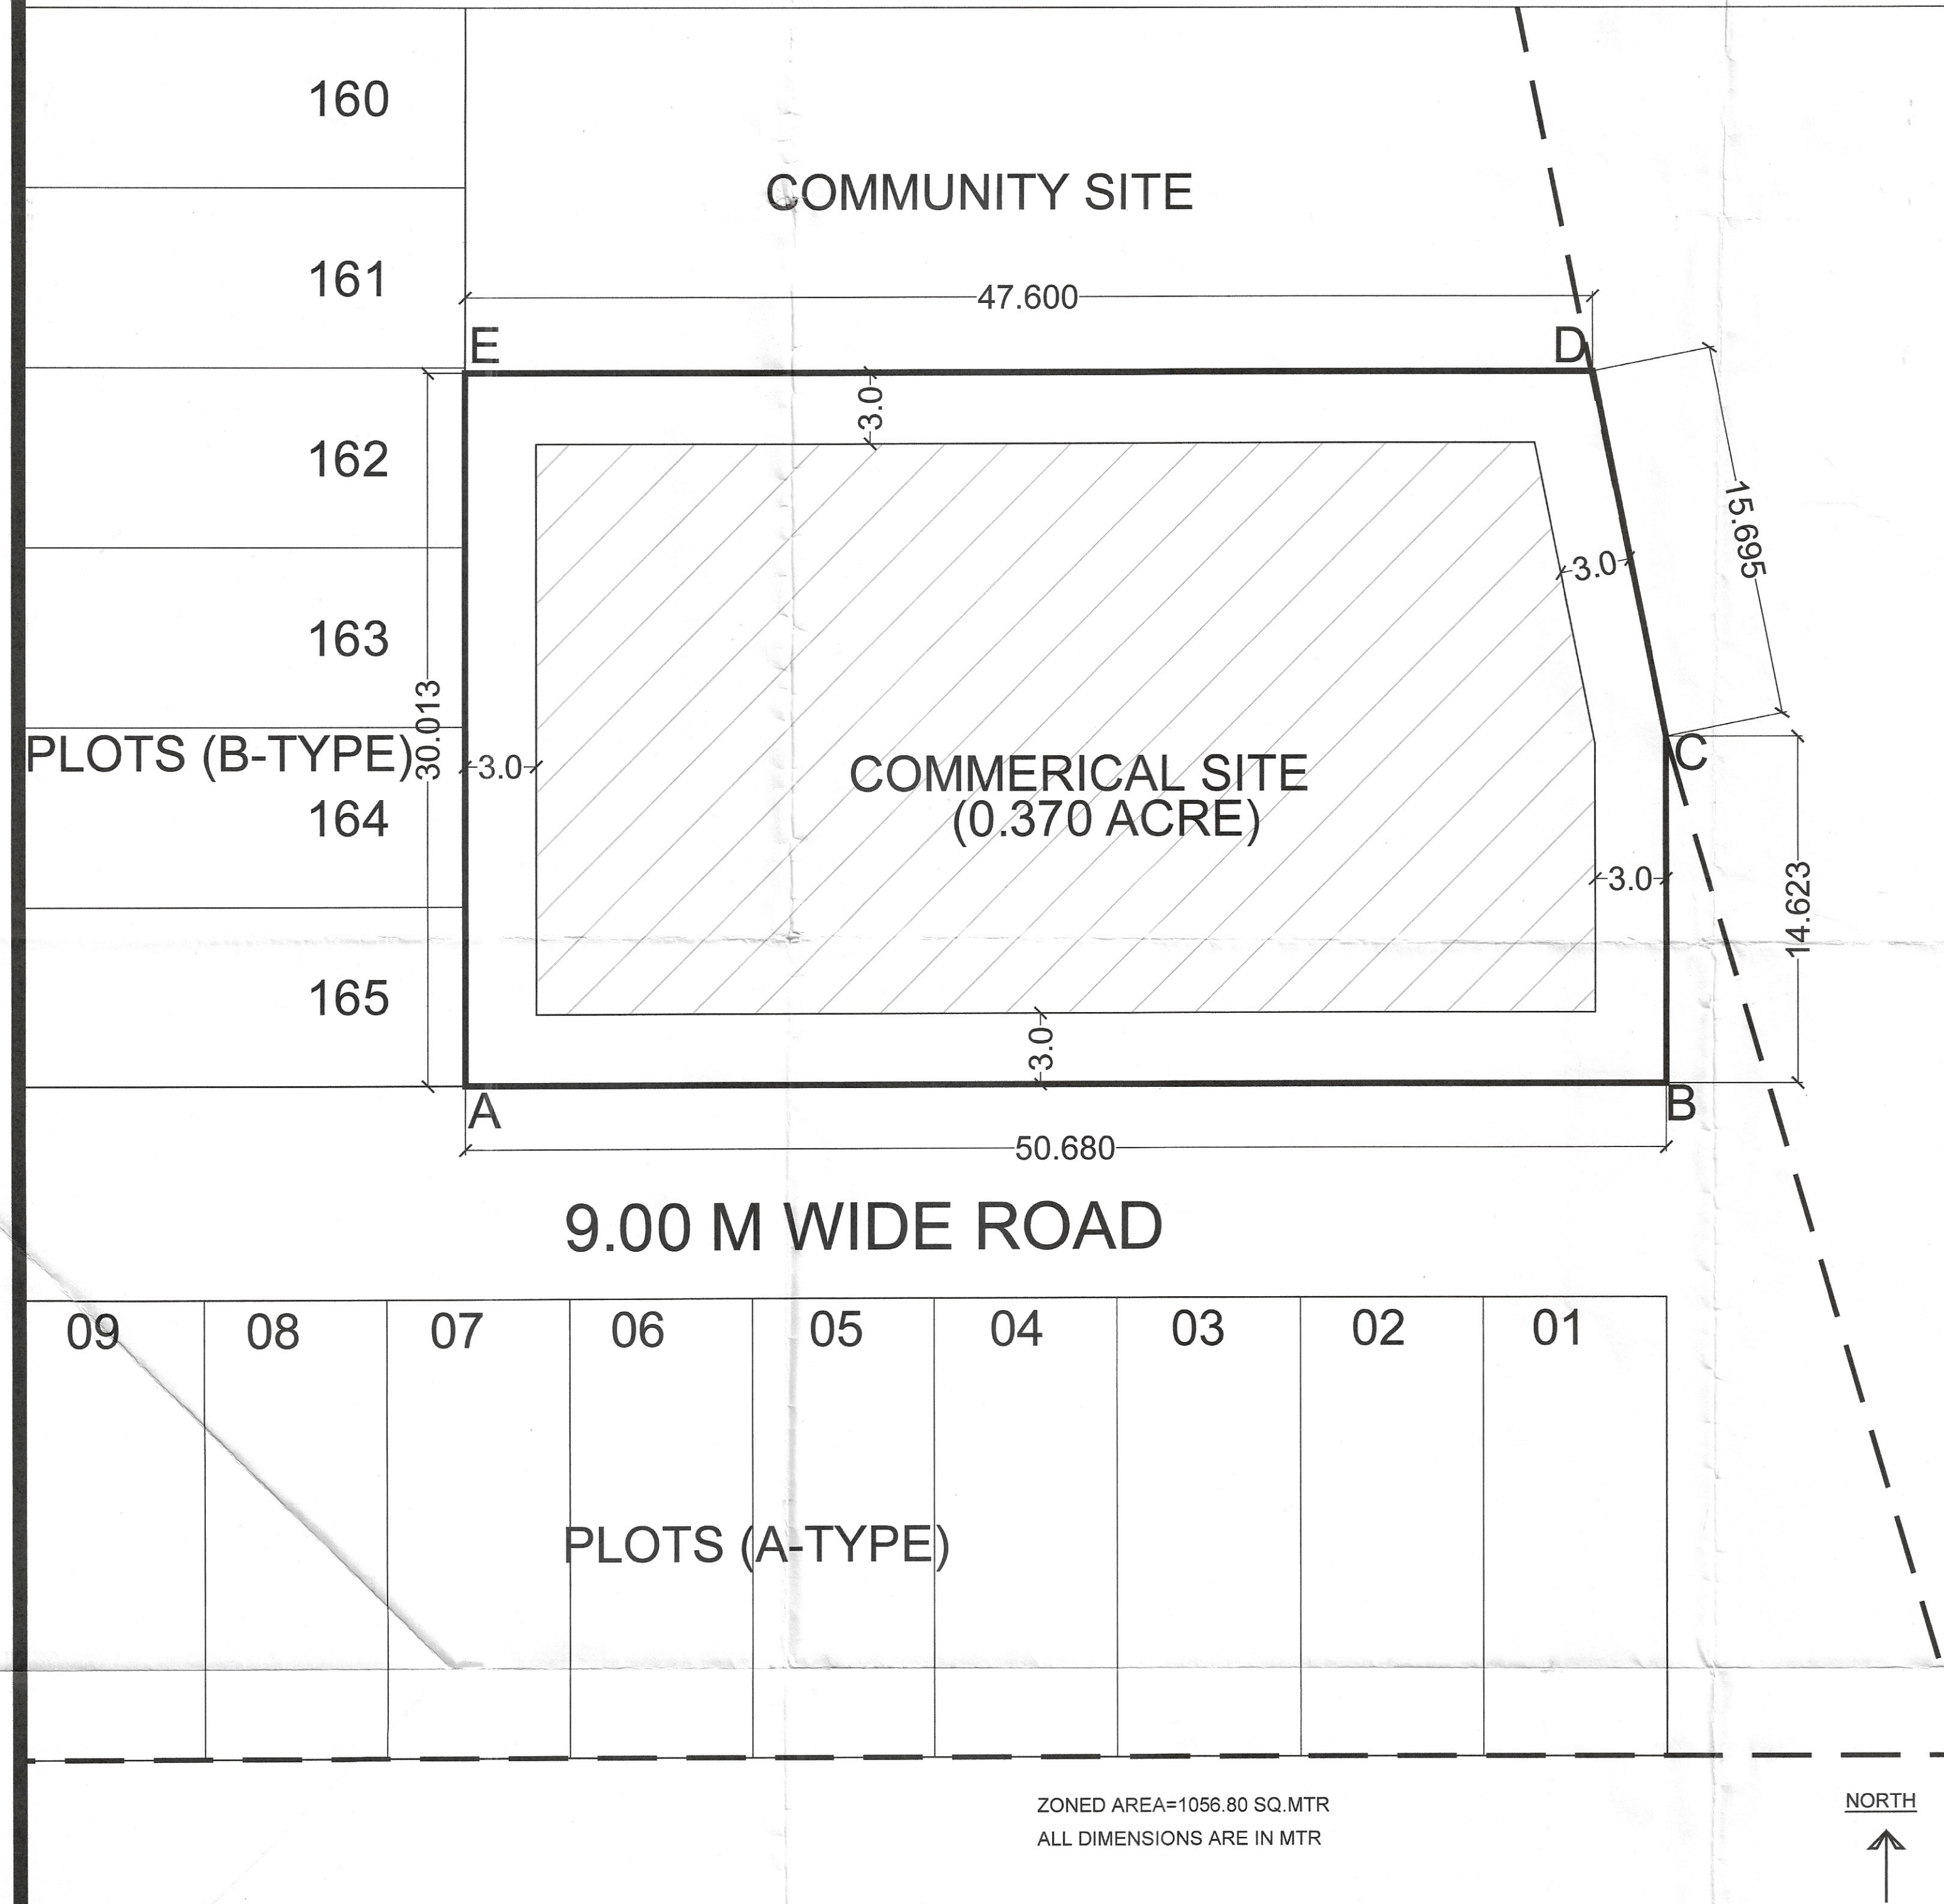 160
COMMUNITY SITE
161
47.600
E
D
3.0
162
15.695
3.0
163
30.013
PLOTS (B-TYPE)
3.0
C
COMMERICAL SITE
(0.370 ACRE)
164
3.0
14.623
165
3.0
A
B
50.680
9.00 M WIDE ROAD
09
08
07
06
05
04
03
02
01
PLOTS (A-TYPE)
ZONED AREA=1056.80 SQ.MTR
ALL DIMENSIONS ARE IN MTR
NORTH